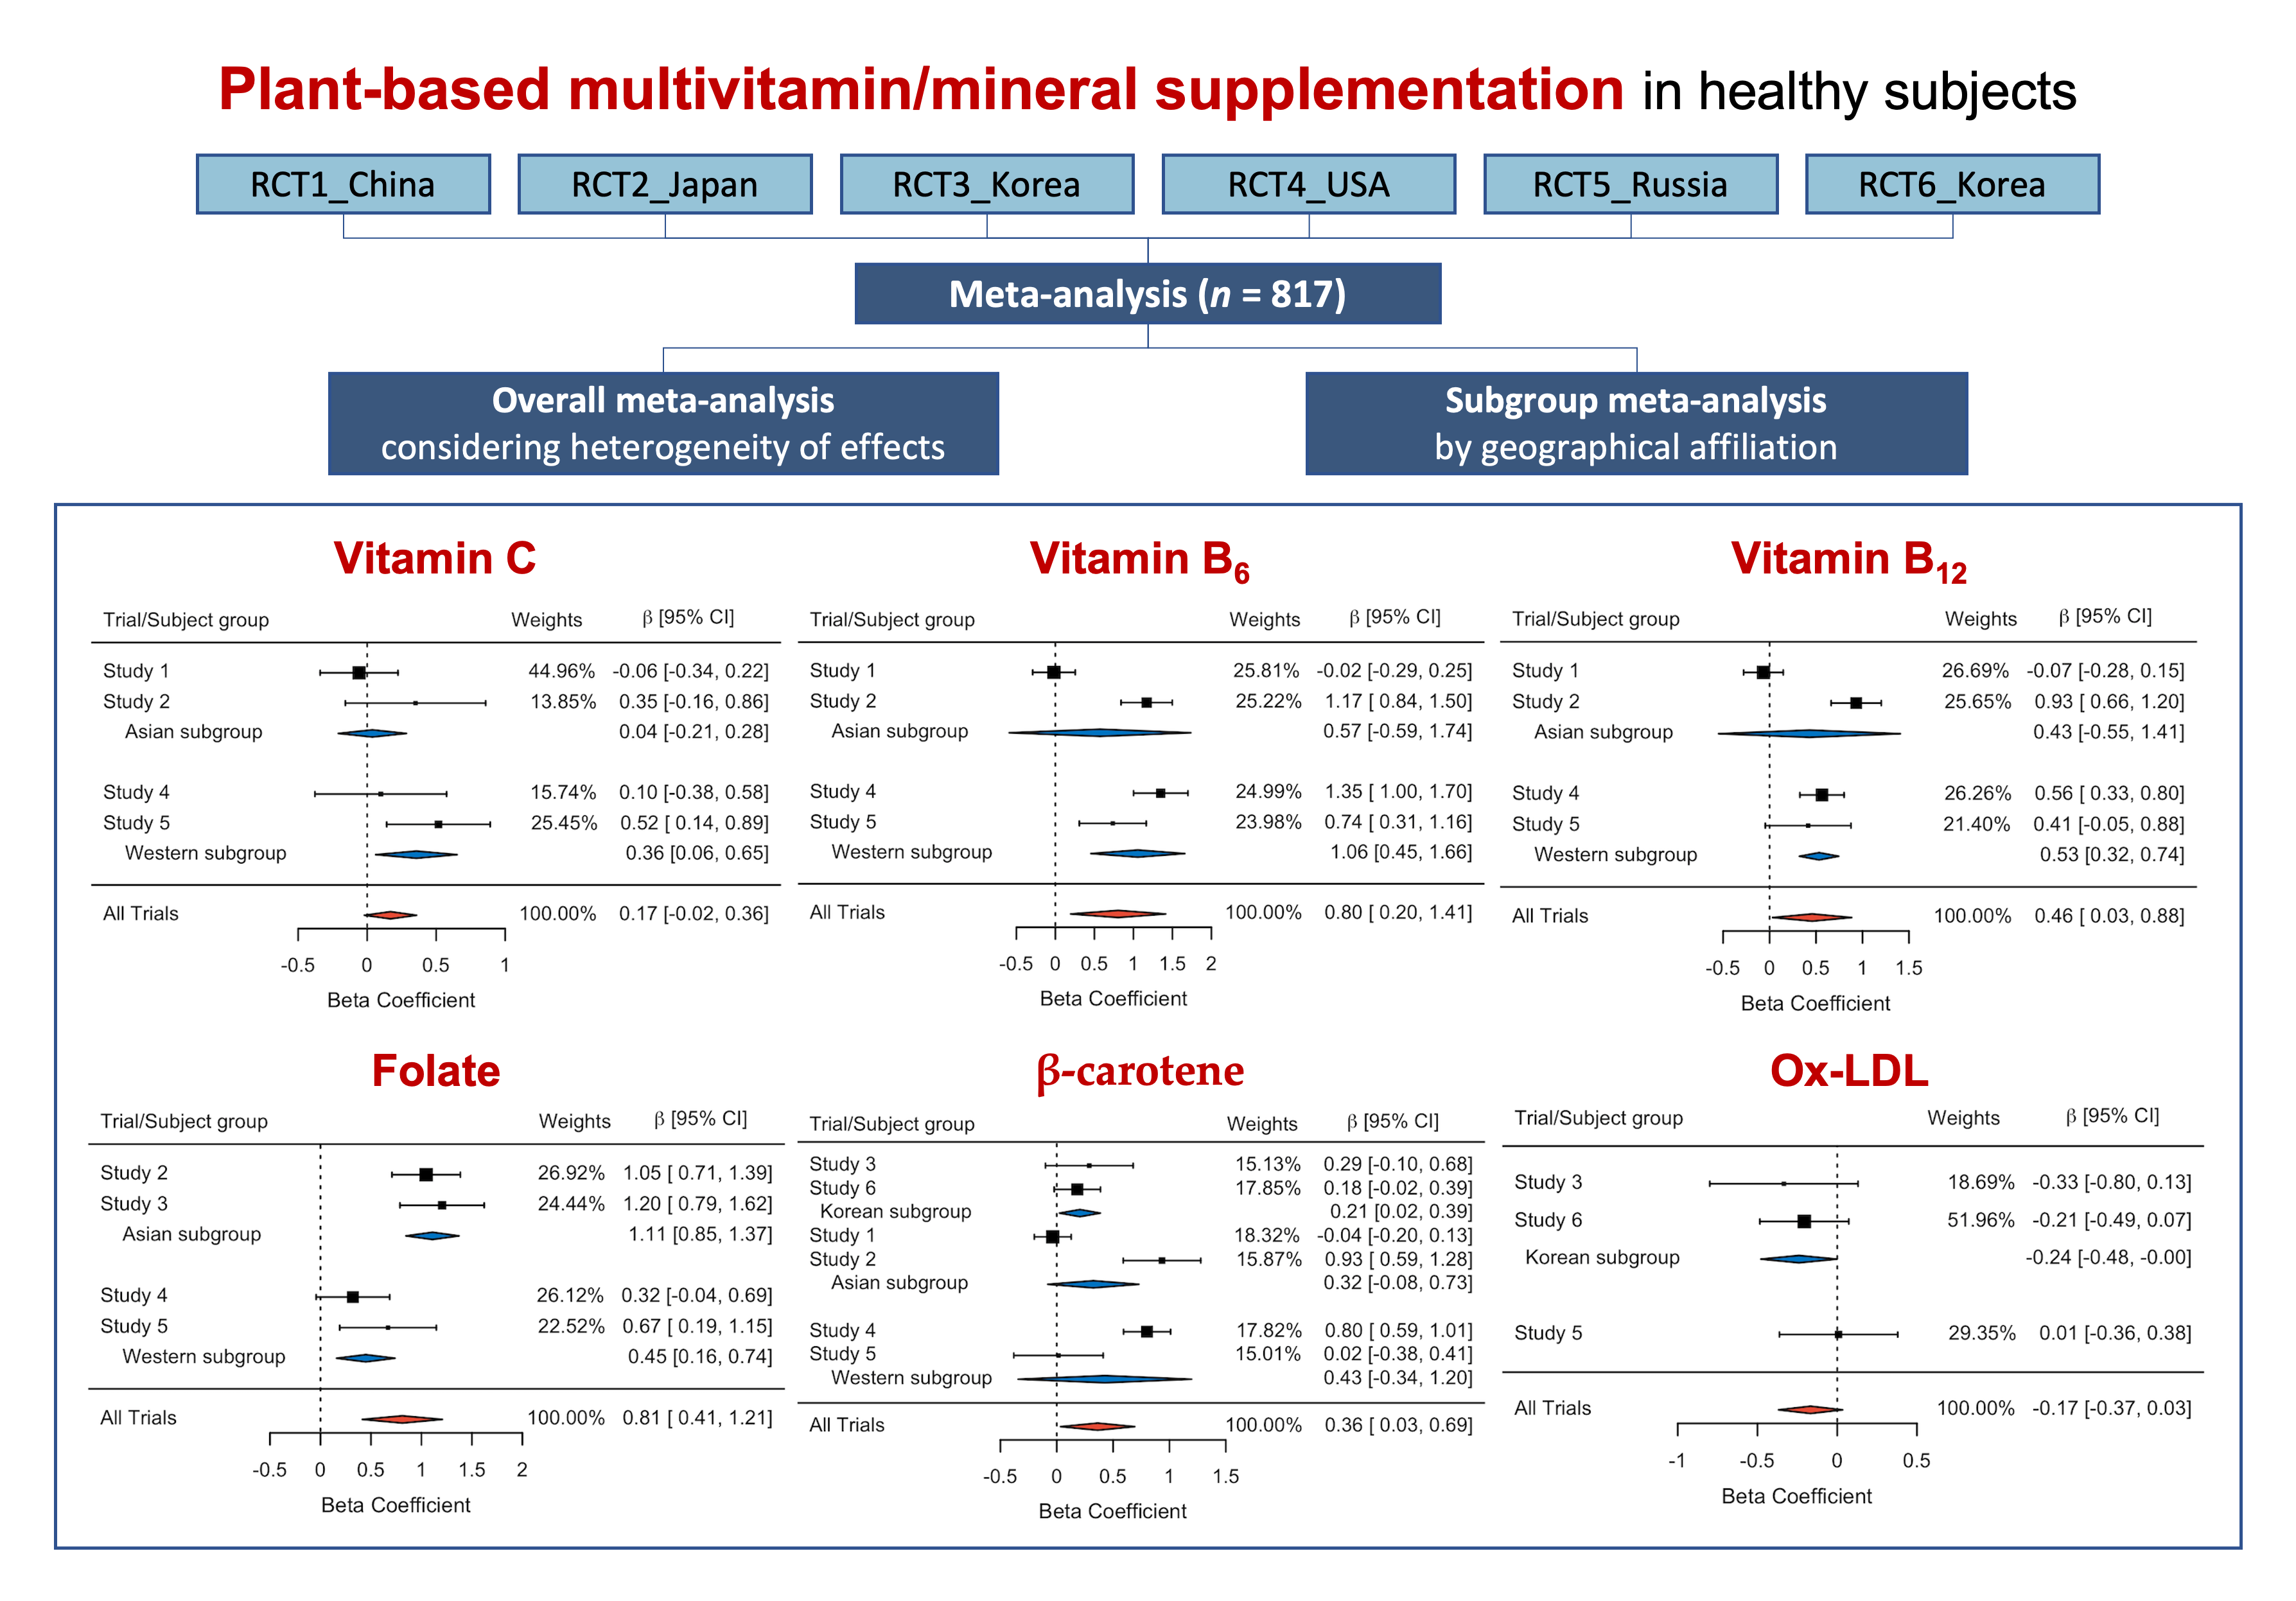 Plant-based multivitamin/mineral supplementation in healthy subjects
RCT1_China
RCT2_Japan
RCT3_Korea
RCT4_USA
RCT5_Russia
RCT6_Korea
Meta-analysis (n = 817)
Overall meta-analysis
considering heterogeneity of effects
Subgroup meta-analysis
by geographical affiliation
Vitamin C
Trial/Subject group Weights β [95% CI]
Study 1 44.96% -0.06 [-0.34, 0.22]
Study 2 13.85% 0.35 [-0.16, 0.86]
Asian subgroup 0.04 [-0.21, 0.28]
Study 4 15.74% 0.10 [-0.38, 0.58]
Study 5 25.45% 0.52 [ 0.14, 0.89]
Western subgroup 0.36 [0.06, 0.65]
All Trials 100.00% 0.17 [-0.02, 0.36]
-0.5 0 0.5 1
Beta Coefficient
Vitamin B6
Trial/Subject group Weights β [95% CI]
Study 1 25.81% -0.02 [-0.29, 0.25]
Study 2 25.22% 1.17 [ 0.84, 1.50]
Asian subgroup 0.57 [-0.59, 1.74]
Study 4 24.99% 1.35 [ 1.00, 1.70]
Study 5 23.98% 0.74 [ 0.31, 1.16]
Western subgroup 1.06 [0.45, 1.66]
All Trials 100.00% 0.80 [ 0.20, 1.41]
-0.5 0 0.5 1 1.5 2
Beta Coefficient
Vitamin B12
Trial/Subject group Weights β [95% CI]
Study 1 26.69% -0.07 [-0.28, 0.15]
Study 2 25.65% 0.93 [ 0.66, 1.20]
Asian subgroup 0.43 [-0.55, 1.41]
Study 4 26.26% 0.56 [ 0.33, 0.80]
Study 5 21.40% 0.41 [-0.05, 0.88]
Western subgroup 0.53 [0.32, 0.74]
All Trials 100.00% 0.46 [ 0.03, 0.88]
-0.5 0 0.5 1 1.5
Beta Coefficient
Folate
Trial/Subject group Weights β [95% CI]
Study 2 26.92% 1.05 [ 0.71, 1.39]
Study 3 24.44% 1.20 [ 0.79, 1.62]
Asian subgroup 1.11 [0.85, 1.37]
Study 4 26.12% 0.32 [-0.04, 0.69]
Study 5 22.52% 0.67 [ 0.19, 1.15]
Western subgroup 0.45 [0.16, 0.74]
All Trials 100.00% 0.81 [ 0.41, 1.21]
-0.5 0 0.5 1 1.5 2
Beta Coefficient
β-carotene
Trial/Subject group Weights β [95% CI]
Study 3 15.13% 0.29 [-0.10, 0.68]
Study 6 17.85% 0.18 [-0.02, 0.39]
Korean subgroup 0.21 [0.02, 0.39]
Study 1 18.32% -0.04 [-0.20, 0.13]
Study 2 15.87% 0.93 [ 0.59, 1.28]
Asian subgroup 0.32 [-0.08, 0.73]
Study 4 17.82% 0.80 [ 0.59, 1.01]
Study 5 15.01% 0.02 [-0.38, 0.41]
Western subgroup 0.43 [-0.34, 1.20]
All Trials 100.00% 0.36 [ 0.03, 0.69]
-0.5 0 0.5 1 1.5
Beta Coefficient
Ox-LDL
Trial/Subject group Weights β [95% CI]
Study 3 18.69% -0.33 [-0.80, 0.13]
Study 6 51.96% -0.21 [-0.49, 0.07]
Korean subgroup -0.24 [-0.48, -0.00]
Study 5 29.35% 0.01 [-0.36, 0.38]
All Trials 100.00% -0.17 [-0.37, 0.03]
-1 -0.5 0 0.5
Beta Coefficient